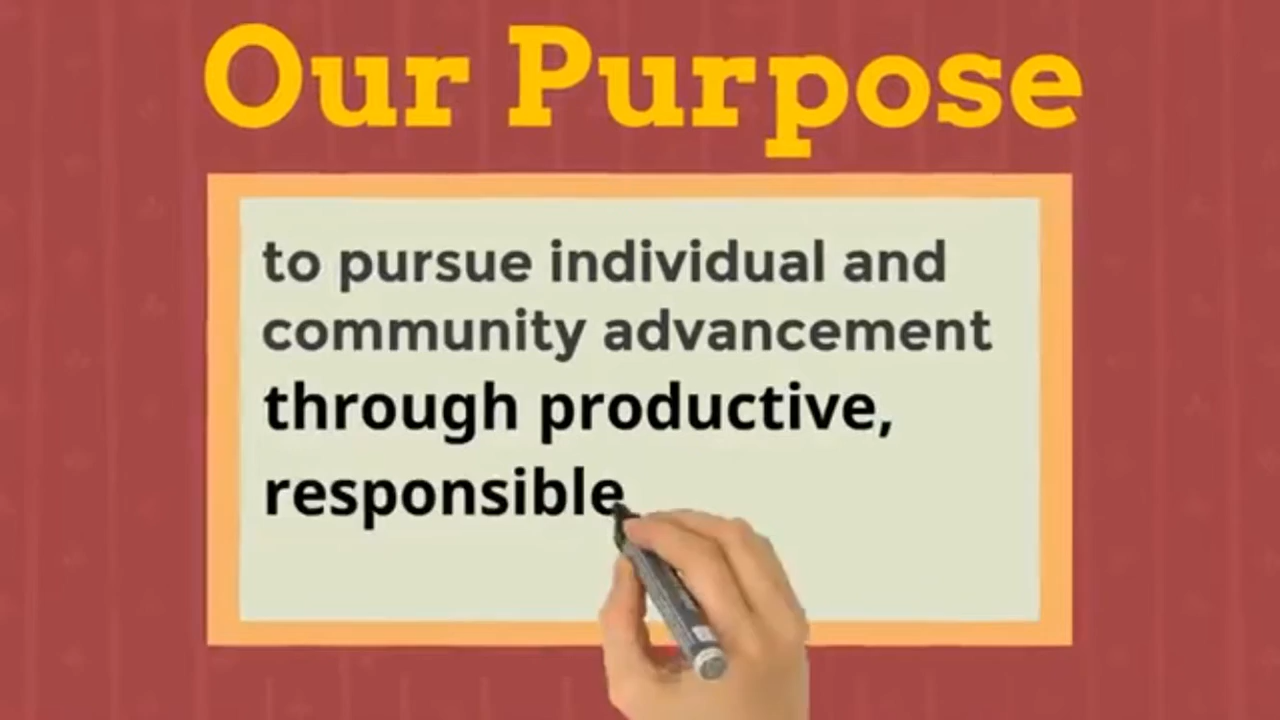 Our Purpose
to pursue individual and
community advancement
through productive,
responsible